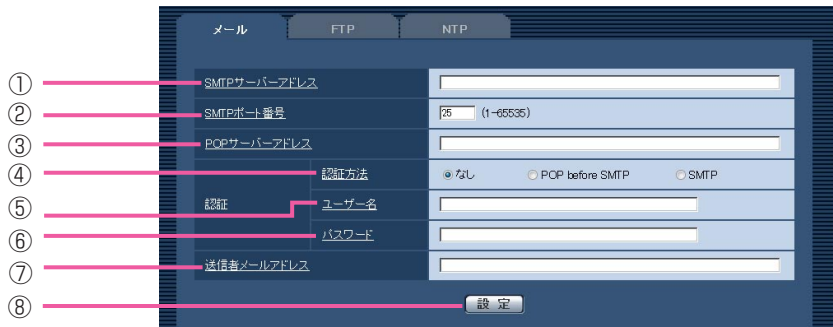 メール FTP NTP
① SMTPサーバーアドレス
② SMTPポート番号 25 (1-65535)
③ POPサーバーアドレス
④ 認証方法 なし POP before SMTP SMTP
認証
⑤ ユーザー名
⑥ パスワード
⑦ 送信者メールアドレス
⑧ 設 定